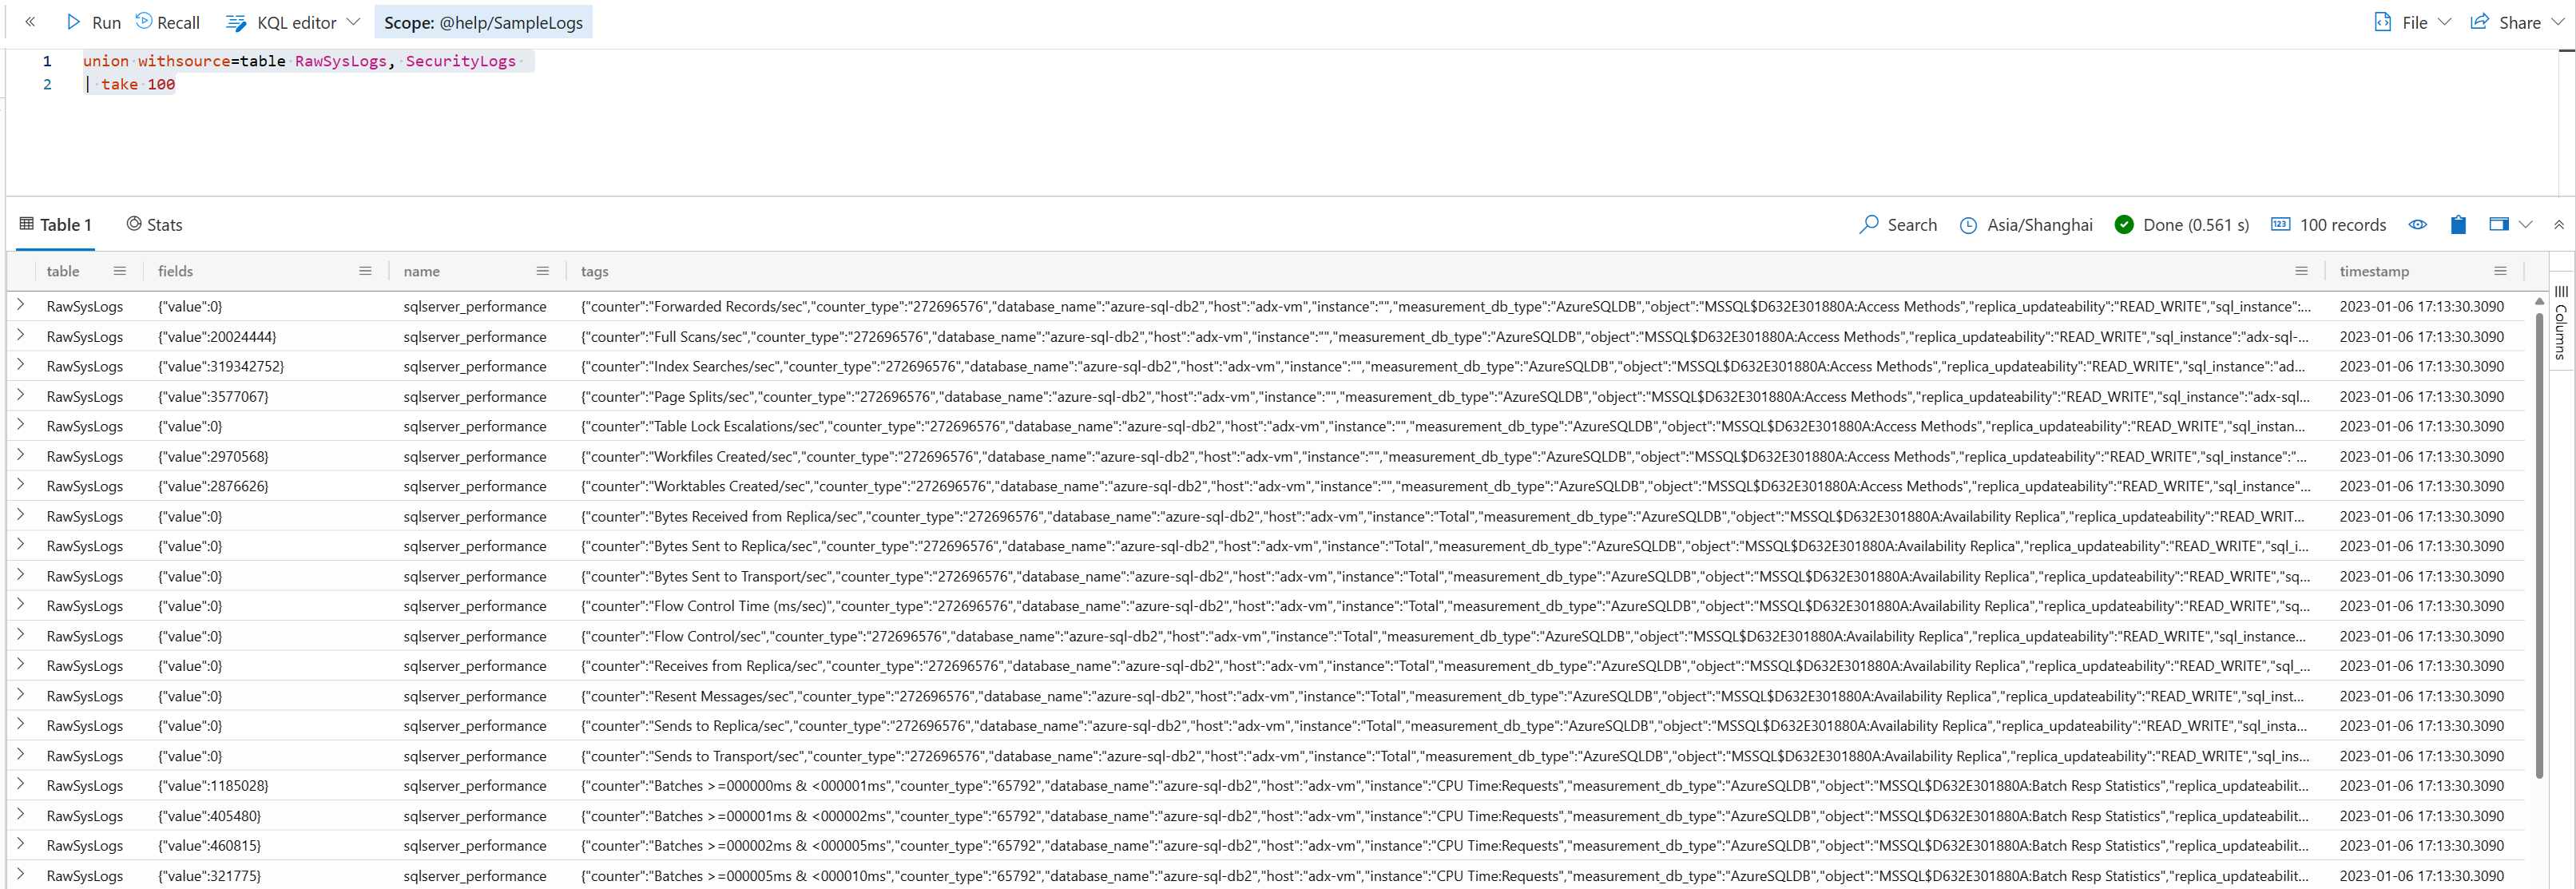 Run Recall KQL editor Scope: @help/SampleLogs File Share
1 union withsource=table RawSysLogs, SecurityLogs
2 | take 100
Table 1 Stats Search Asia/Shanghai Done (0.561 s) 100 records
table fields name tags timestamp
RawSysLogs {"value":0} sqlserver_performance {"counter":"Forwarded Records/sec","counter_type":"272696576","database_name":"azure-sql-db2","host":"adx-vm","instance":"","measurement_db_type":"AzureSQLDB","object":"MSSQL$D632E301880A:Access Methods","replica_updateability":"READ_WRITE","sql_instance":... 2023-01-06 17:13:30.3090
RawSysLogs {"value":20024444} sqlserver_performance {"counter":"Full Scans/sec","counter_type":"272696576","database_name":"azure-sql-db2","host":"adx-vm","instance":"","measurement_db_type":"AzureSQLDB","object":"MSSQL$D632E301880A:Access Methods","replica_updateability":"READ_WRITE","sql_instance":"adx-sql-... 2023-01-06 17:13:30.3090
RawSysLogs {"value":319342752} sqlserver_performance {"counter":"Index Searches/sec","counter_type":"272696576","database_name":"azure-sql-db2","host":"adx-vm","instance":"","measurement_db_type":"AzureSQLDB","object":"MSSQL$D632E301880A:Access Methods","replica_updateability":"READ_WRITE","sql_instance":"ad... 2023-01-06 17:13:30.3090
RawSysLogs {"value":3577067} sqlserver_performance {"counter":"Page Splits/sec","counter_type":"272696576","database_name":"azure-sql-db2","host":"adx-vm","instance":"","measurement_db_type":"AzureSQLDB","object":"MSSQL$D632E301880A:Access Methods","replica_updateability":"READ_WRITE","sql_instance":"adx-sql... 2023-01-06 17:13:30.3090
RawSysLogs {"value":0} sqlserver_performance {"counter":"Table Lock Escalations/sec","counter_type":"272696576","database_name":"azure-sql-db2","host":"adx-vm","instance":"","measurement_db_type":"AzureSQLDB","object":"MSSQL$D632E301880A:Access Methods","replica_updateability":"READ_WRITE","sql_instan... 2023-01-06 17:13:30.3090
RawSysLogs {"value":2970568} sqlserver_performance {"counter":"Workfiles Created/sec","counter_type":"272696576","database_name":"azure-sql-db2","host":"adx-vm","instance":"","measurement_db_type":"AzureSQLDB","object":"MSSQL$D632E301880A:Access Methods","replica_updateability":"READ_WRITE","sql_instance":"... 2023-01-06 17:13:30.3090
RawSysLogs {"value":2876626} sqlserver_performance {"counter":"Worktables Created/sec","counter_type":"272696576","database_name":"azure-sql-db2","host":"adx-vm","instance":"","measurement_db_type":"AzureSQLDB","object":"MSSQL$D632E301880A:Access Methods","replica_updateability":"READ_WRITE","sql_instance"... 2023-01-06 17:13:30.3090
RawSysLogs {"value":0} sqlserver_performance {"counter":"Bytes Received from Replica/sec","counter_type":"272696576","database_name":"azure-sql-db2","host":"adx-vm","instance":"Total","measurement_db_type":"AzureSQLDB","object":"MSSQL$D632E301880A:Availability Replica","replica_updateability":"READ_WRIT... 2023-01-06 17:13:30.3090
RawSysLogs {"value":0} sqlserver_performance {"counter":"Bytes Sent to Replica/sec","counter_type":"272696576","database_name":"azure-sql-db2","host":"adx-vm","instance":"Total","measurement_db_type":"AzureSQLDB","object":"MSSQL$D632E301880A:Availability Replica","replica_updateability":"READ_WRITE","sql_i... 2023-01-06 17:13:30.3090
RawSysLogs {"value":0} sqlserver_performance {"counter":"Bytes Sent to Transport/sec","counter_type":"272696576","database_name":"azure-sql-db2","host":"adx-vm","instance":"Total","measurement_db_type":"AzureSQLDB","object":"MSSQL$D632E301880A:Availability Replica","replica_updateability":"READ_WRITE","sq... 2023-01-06 17:13:30.3090
RawSysLogs {"value":0} sqlserver_performance {"counter":"Flow Control Time (ms/sec)","counter_type":"272696576","database_name":"azure-sql-db2","host":"adx-vm","instance":"Total","measurement_db_type":"AzureSQLDB","object":"MSSQL$D632E301880A:Availability Replica","replica_updateability":"READ_WRITE","sq... 2023-01-06 17:13:30.3090
RawSysLogs {"value":0} sqlserver_performance {"counter":"Flow Control/sec","counter_type":"272696576","database_name":"azure-sql-db2","host":"adx-vm","instance":"Total","measurement_db_type":"AzureSQLDB","object":"MSSQL$D632E301880A:Availability Replica","replica_updateability":"READ_WRITE","sql_instance... 2023-01-06 17:13:30.3090
RawSysLogs {"value":0} sqlserver_performance {"counter":"Receives from Replica/sec","counter_type":"272696576","database_name":"azure-sql-db2","host":"adx-vm","instance":"Total","measurement_db_type":"AzureSQLDB","object":"MSSQL$D632E301880A:Availability Replica","replica_updateability":"READ_WRITE","sql_... 2023-01-06 17:13:30.3090
RawSysLogs {"value":0} sqlserver_performance {"counter":"Resent Messages/sec","counter_type":"272696576","database_name":"azure-sql-db2","host":"adx-vm","instance":"Total","measurement_db_type":"AzureSQLDB","object":"MSSQL$D632E301880A:Availability Replica","replica_updateability":"READ_WRITE","sql_inst... 2023-01-06 17:13:30.3090
RawSysLogs {"value":0} sqlserver_performance {"counter":"Sends to Replica/sec","counter_type":"272696576","database_name":"azure-sql-db2","host":"adx-vm","instance":"Total","measurement_db_type":"AzureSQLDB","object":"MSSQL$D632E301880A:Availability Replica","replica_updateability":"READ_WRITE","sql_insta... 2023-01-06 17:13:30.3090
RawSysLogs {"value":0} sqlserver_performance {"counter":"Sends to Transport/sec","counter_type":"272696576","database_name":"azure-sql-db2","host":"adx-vm","instance":"Total","measurement_db_type":"AzureSQLDB","object":"MSSQL$D632E301880A:Availability Replica","replica_updateability":"READ_WRITE","sql_ins... 2023-01-06 17:13:30.3090
RawSysLogs {"value":1185028} sqlserver_performance {"counter":"Batches >=000000ms & <000001ms","counter_type":"65792","database_name":"azure-sql-db2","host":"adx-vm","instance":"CPU Time:Requests","measurement_db_type":"AzureSQLDB","object":"MSSQL$D632E301880A:Batch Resp Statistics","replica_updateabilit... 2023-01-06 17:13:30.3090
RawSysLogs {"value":405480} sqlserver_performance {"counter":"Batches >=000001ms & <000002ms","counter_type":"65792","database_name":"azure-sql-db2","host":"adx-vm","instance":"CPU Time:Requests","measurement_db_type":"AzureSQLDB","object":"MSSQL$D632E301880A:Batch Resp Statistics","replica_updateabilit... 2023-01-06 17:13:30.3090
RawSysLogs {"value":460815} sqlserver_performance {"counter":"Batches >=000002ms & <000005ms","counter_type":"65792","database_name":"azure-sql-db2","host":"adx-vm","instance":"CPU Time:Requests","measurement_db_type":"AzureSQLDB","object":"MSSQL$D632E301880A:Batch Resp Statistics","replica_updateabilit... 2023-01-06 17:13:30.3090
RawSysLogs {"value":321775} sqlserver_performance {"counter":"Batches >=000005ms & <000010ms","counter_type":"65792","database_name":"azure-sql-db2","host":"adx-vm","instance":"CPU Time:Requests","measurement_db_type":"AzureSQLDB","object":"MSSQL$D632E301880A:Batch Resp Statistics","replica_updateabilit... 2023-01-06 17:13:30.3090
Columns